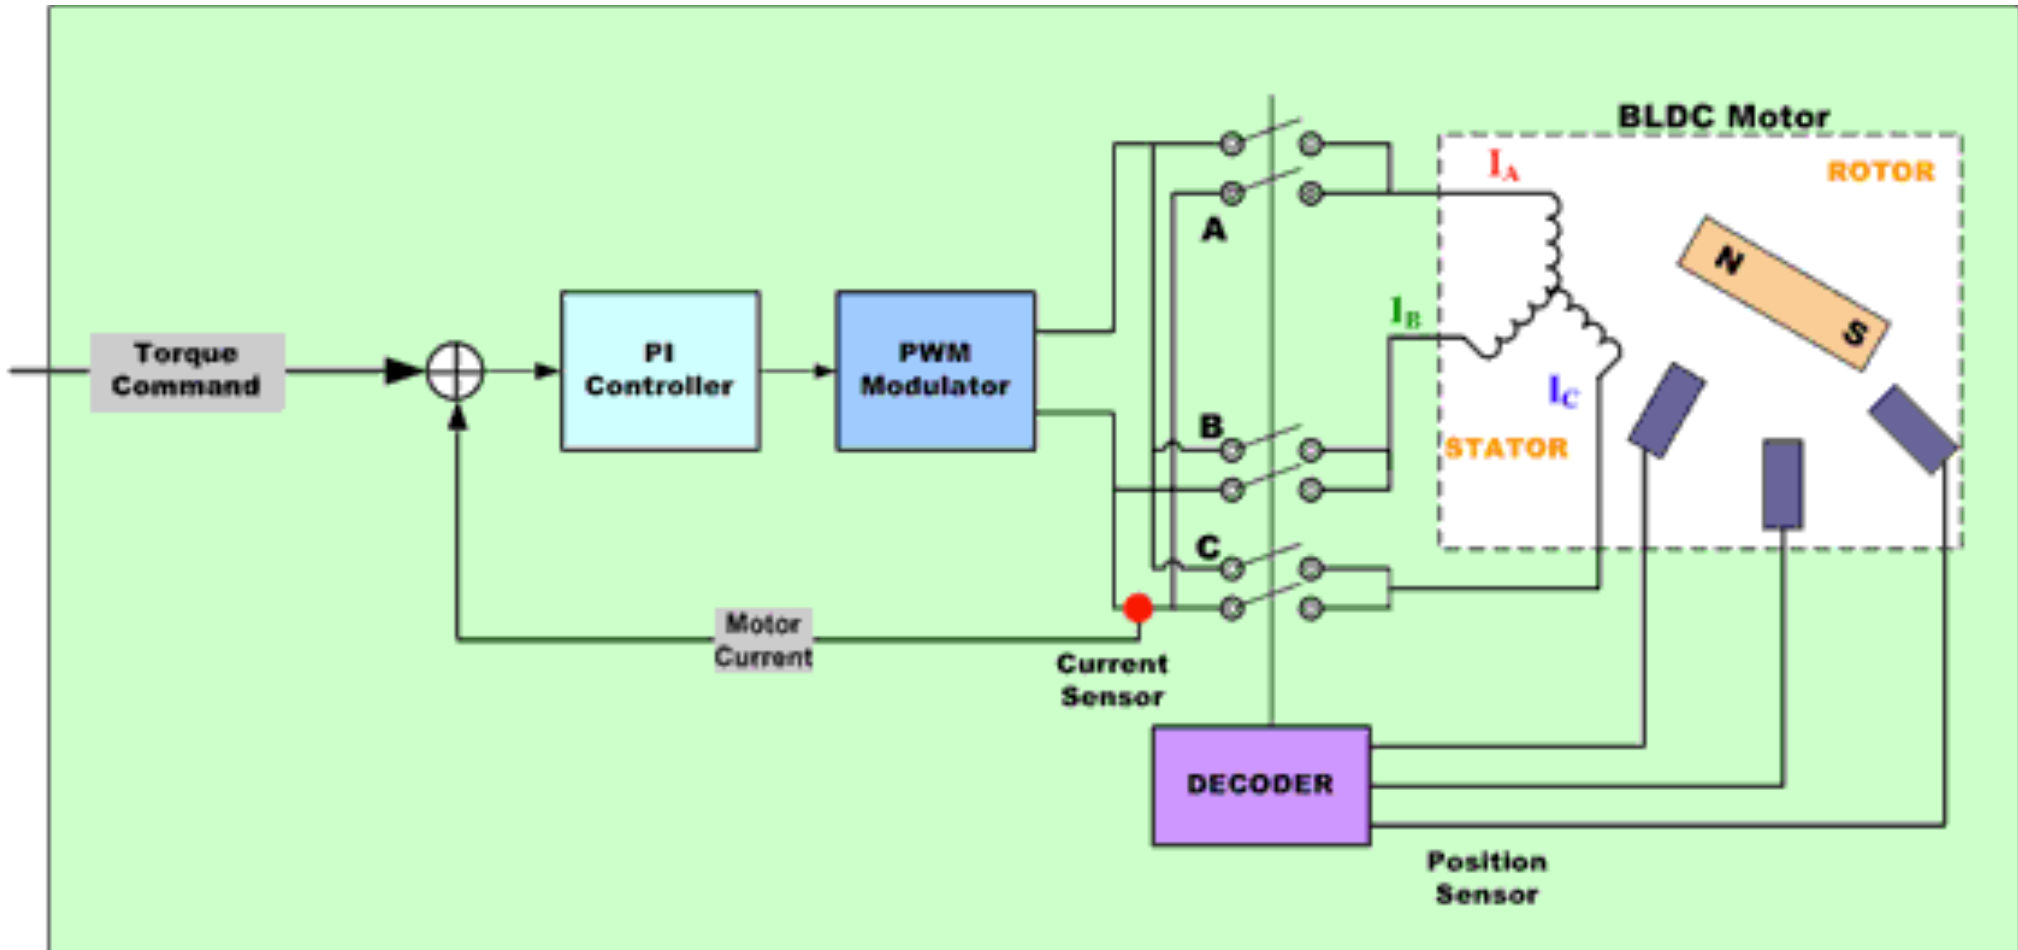 BLDC Motor
I_A
ROTOR
A
N
S
Torque
Command
PI
Controller
PWM
Modulator
I_B
I_C
B
STATOR
C
Motor
Current
Current
Sensor
DECODER
Position
Sensor